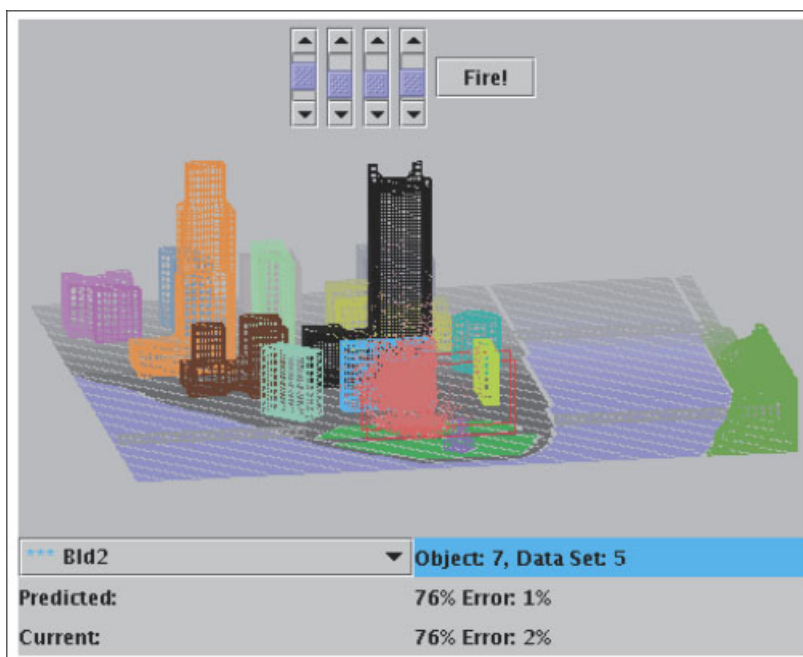 Fire!
*** Bld2
Object: 7, Data Set: 5
Predicted:
76% Error: 1%
Current:
76% Error: 2%